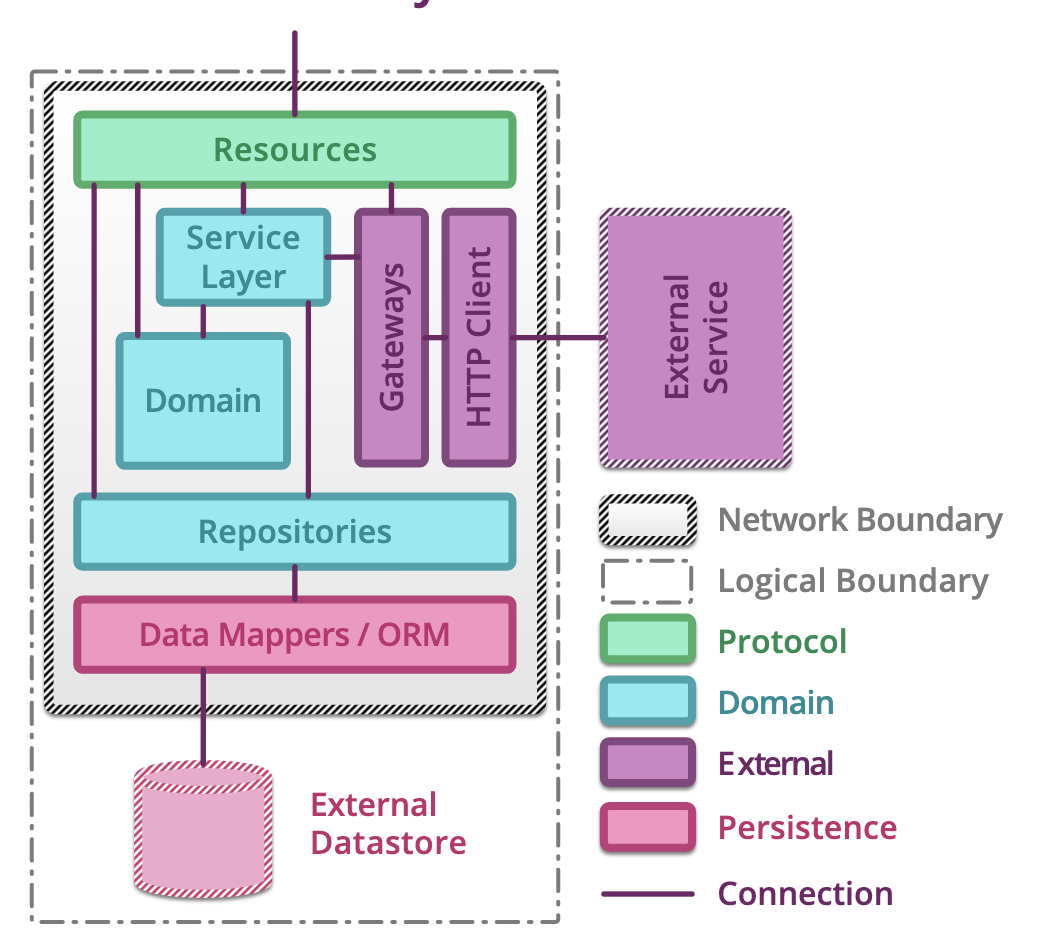 Resources
Service
Layer
Gateways
HTTP Client
External
Service
Domain
Repositories
Data Mappers / ORM
External
Datastore
Network Boundary
Logical Boundary
Protocol
Domain
External
Persistence
Connection